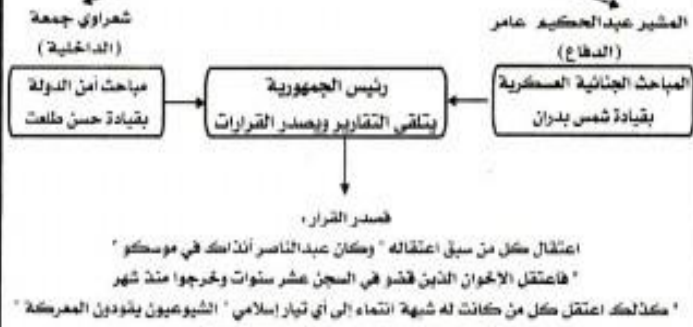 المشير عبدالحكيم عامر
(الدفاع)
المباحث الجنائية العسكرية
بقيادة شمس بدران
رئيس الجمهورية
يتلقى التقارير ويصدر القرارات
شعراوي جمعة
(الداخلية)
مباحث أمن الدولة
بقيادة حسن طلعت
فصدر القرار،
اعتقال كل من سبق اعتقاله " وكان عبدالناصر أنذاك في موسكو "
" فاعتقل الاخوان الذين قضو في السجن عشر سنوات وخرجوا منذ شهر
" كذلك اعتقل كل من كانت له شبهة انتماء إلى أي تيار إسلامي " الشيوعيون يقودون المعركة "